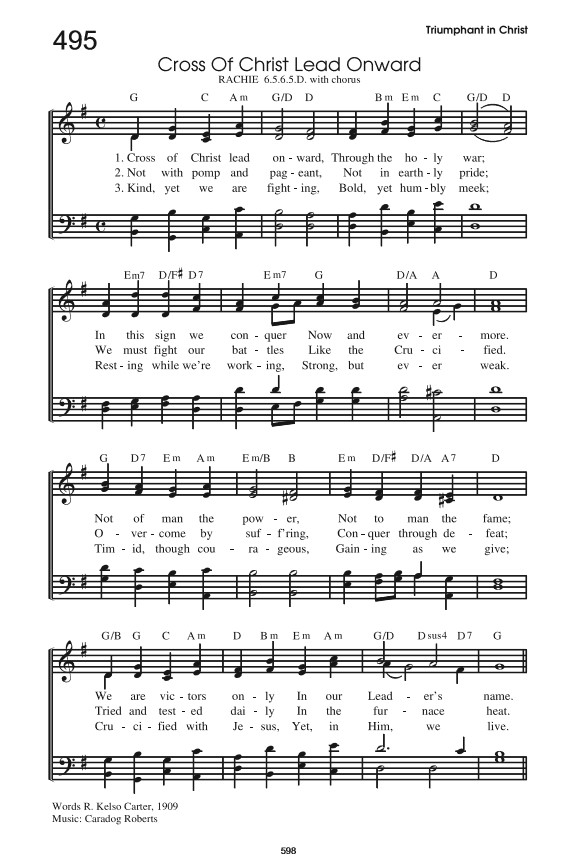 Triumphant in Christ
495
Cross Of Christ Lead Onward
RACHIE 6.5.6.5.D. with chorus
G C Am G/D D Bm Em C G/D D
1. Cross of Christ lead on - ward, Through the ho - ly war;
2. Not with pomp and pag - eant, Not in earth - ly pride;
3. Kind, yet we are fight - ing, Bold, yet hum - bly meek;
Em7 D/F# D7 Em7 G D/A A D
In this sign we con - quer Now and ev - er - more.
We must fight our bat - tles Like the Cru - ci - fied.
Rest - ing while we're work - ing, Strong, but ev - er weak.
G D7 Em Am Em/B B Em D/F# D/A A7 D
Not of man the pow - er, Not to man the fame;
O - ver - come by suf - f'ring, Con - quer through de - feat;
Tim - id, though cou - ra - geous, Gain - ing as we give;
G/B G C Am D Bm Em Am G/D Dsus4 D7 G
We are vic - tors on - ly In our Lead - er's name.
Tried and test - ed dai - ly In the fur - nace heat.
Cru - ci - fied with Je - sus, Yet, in Him, we live.
Words R. Kelso Carter, 1909
Music: Caradog Roberts
598